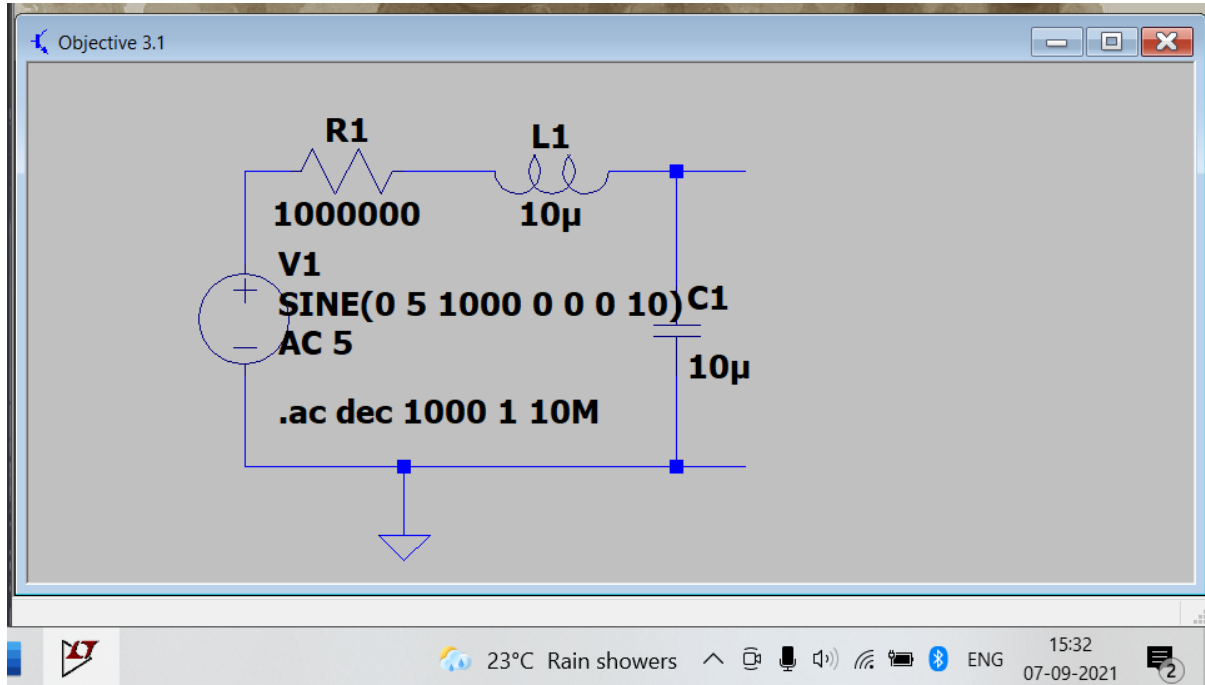 Objective 3.1
R1
L1
1000000
10µ
V1
SINE(0 5 1000 0 0 0 10)
C1
AC 5
10µ
.ac dec 1000 1 10M
23°C Rain showers
ENG
15:32
07-09-2021
2